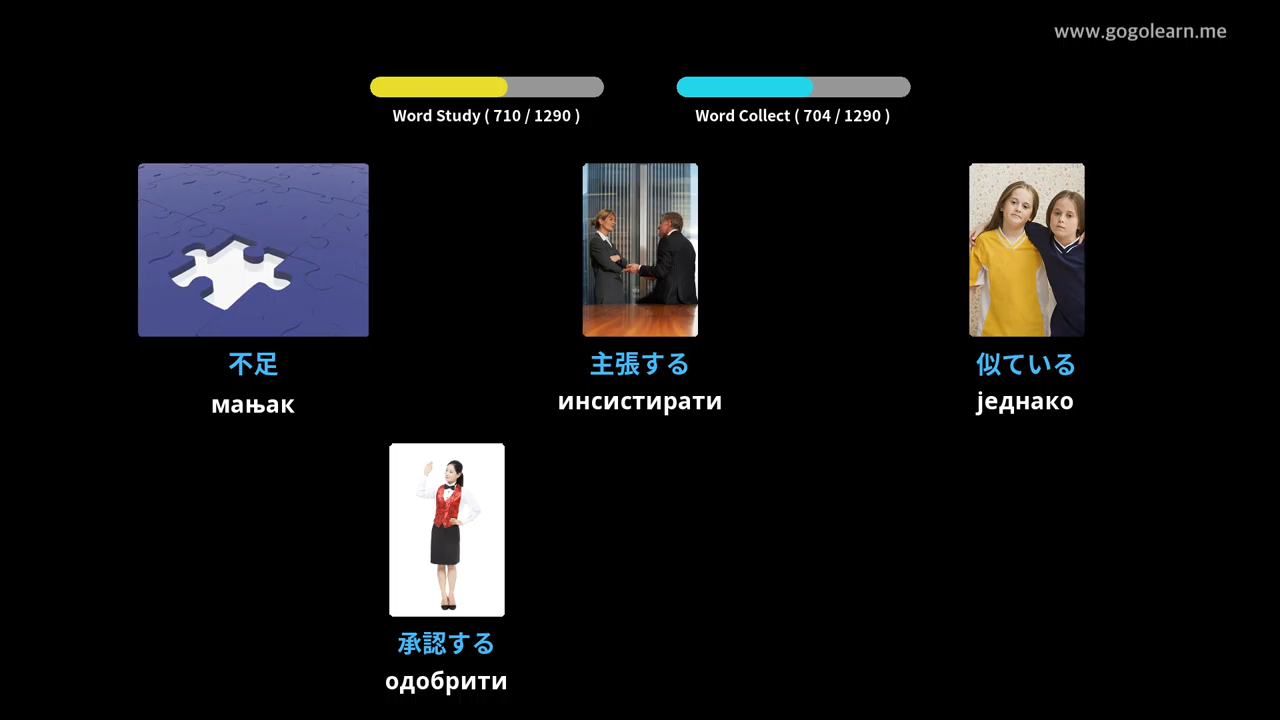 www.gogolearn.me
Word Study ( 710 / 1290 )
Word Collect ( 704 / 1290 )
不足
мањак
主張する
инсистирати
似ている
једнако
承認する
одобрити